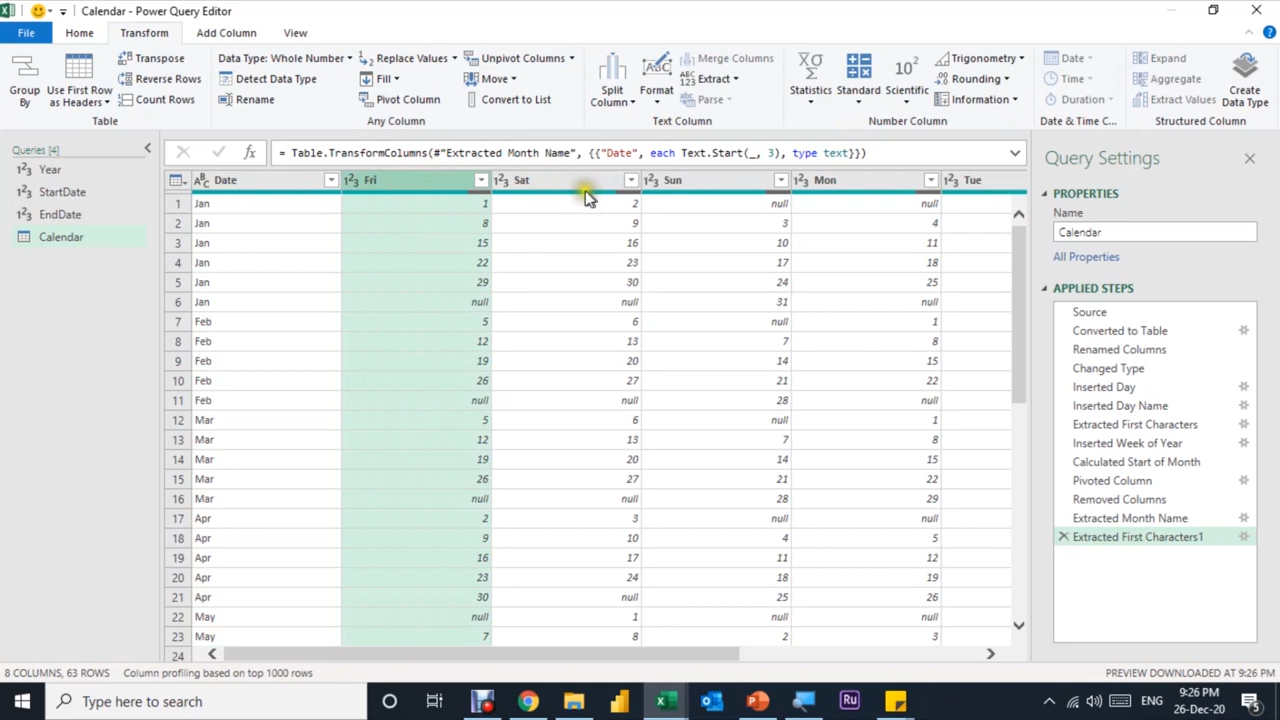 Calendar - Power Query Editor
File Home Transform Add Column View
Group By
Use First Row as Headers
Transpose
Reverse Rows
Count Rows
Table
Data Type: Whole Number
Detect Data Type
Rename
Replace Values
Fill
Pivot Column
Unpivot Columns
Move
Convert to List
Any Column
Split Column
Format
Merge Columns
Extract
Parse
Text Column
Statistics
Standard
Scientific
Trigonometry
Rounding
Information
Number Column
Date
Time
Duration
Date & Time C...
Expand
Aggregate
Extract Values
Structured Column
Create Data Type
Queries [4]
Year
StartDate
EndDate
Calendar
= Table.TransformColumns(#"Extracted Month Name", {{"Date", each Text.Start(_, 3), type text}})
Date Fri Sat Sun Mon Tue
1 Jan 1 2 null null
2 Jan 8 9 3 4
3 Jan 15 16 10 11
4 Jan 22 23 17 18
5 Jan 29 30 24 25
6 Jan null null 31 null
7 Feb 5 6 null 1
8 Feb 12 13 7 8
9 Feb 19 20 14 15
10 Feb 26 27 21 22
11 Feb null null 28 null
12 Mar 5 6 null 1
13 Mar 12 13 7 8
14 Mar 19 20 14 15
15 Mar 26 27 21 22
16 Mar null null 28 29
17 Apr 2 3 null null
18 Apr 9 10 4 5
19 Apr 16 17 11 12
20 Apr 23 24 18 19
21 Apr 30 null 25 26
22 May null 1 null null
23 May 7 8 2 3
24
Query Settings
PROPERTIES
Name
Calendar
All Properties
APPLIED STEPS
Source
Converted to Table
Renamed Columns
Changed Type
Inserted Day
Inserted Day Name
Extracted First Characters
Inserted Week of Year
Calculated Start of Month
Pivoted Column
Removed Columns
Extracted Month Name
Extracted First Characters1
8 COLUMNS, 63 ROWS Column profiling based on top 1000 rows
PREVIEW DOWNLOADED AT 9:26 PM
Type here to search
Ru
ENG
9:26 PM
26-Dec-20
5